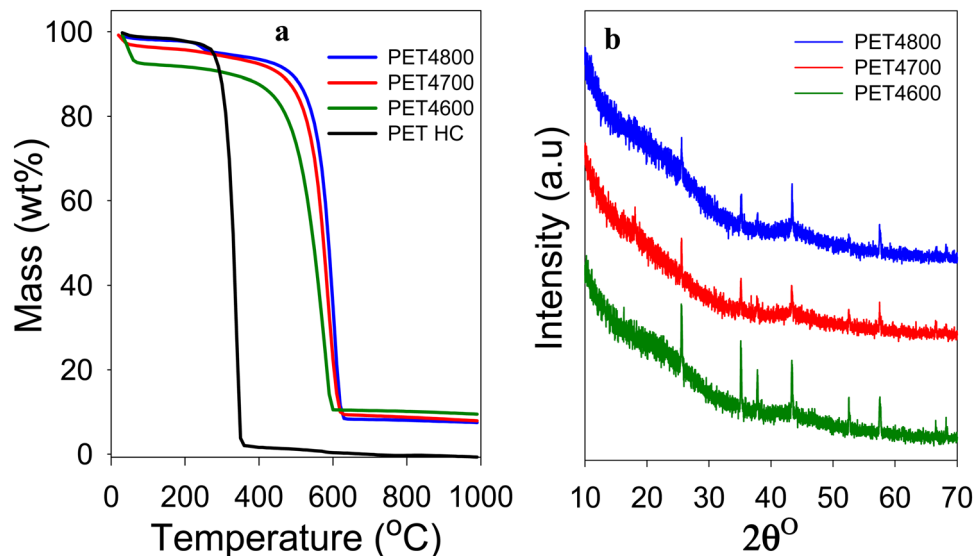 a
PET4800
PET4700
PET4600
PET HC
100
80
60
40
20
0
Mass (wt%)
0 200 400 600 800 1000
Temperature (°C)
b
PET4800
PET4700
PET4600
Intensity (a.u)
10 20 30 40 50 60 70
2θ°